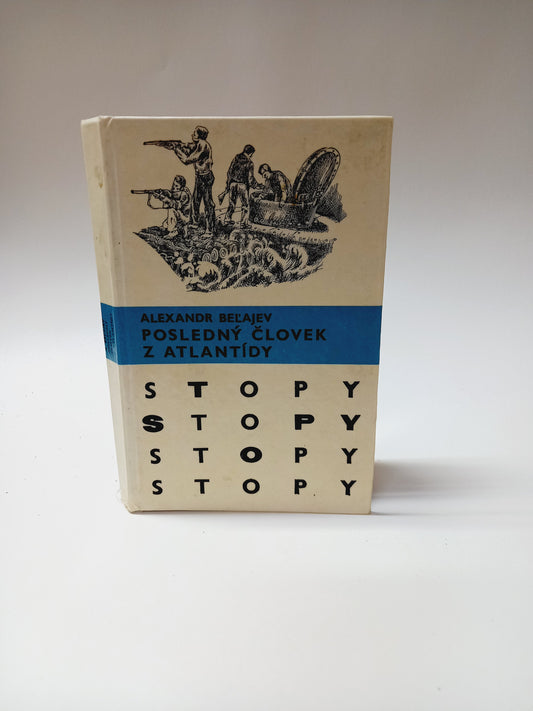 ALEXANDR BEĽAJEV
POSLEDNÝ ČLOVEK
Z ATLANTÍDY
STOPY
STOPY
STOPY
STOPY